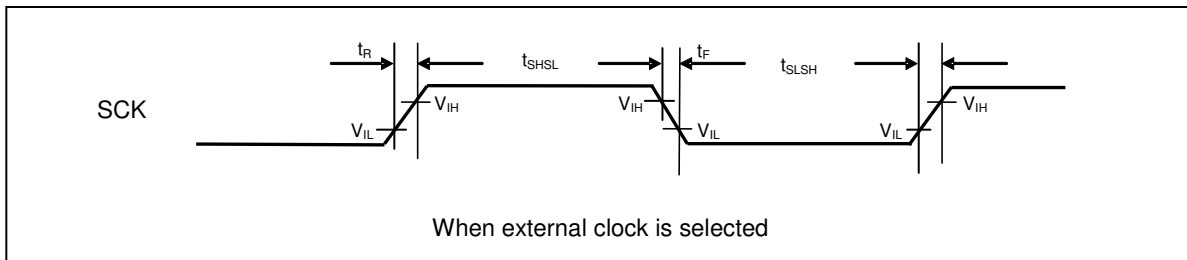 tR tSHSL tF tSLSH
SCK VIH VIH VIH
VIL VIL VIL
When external clock is selected